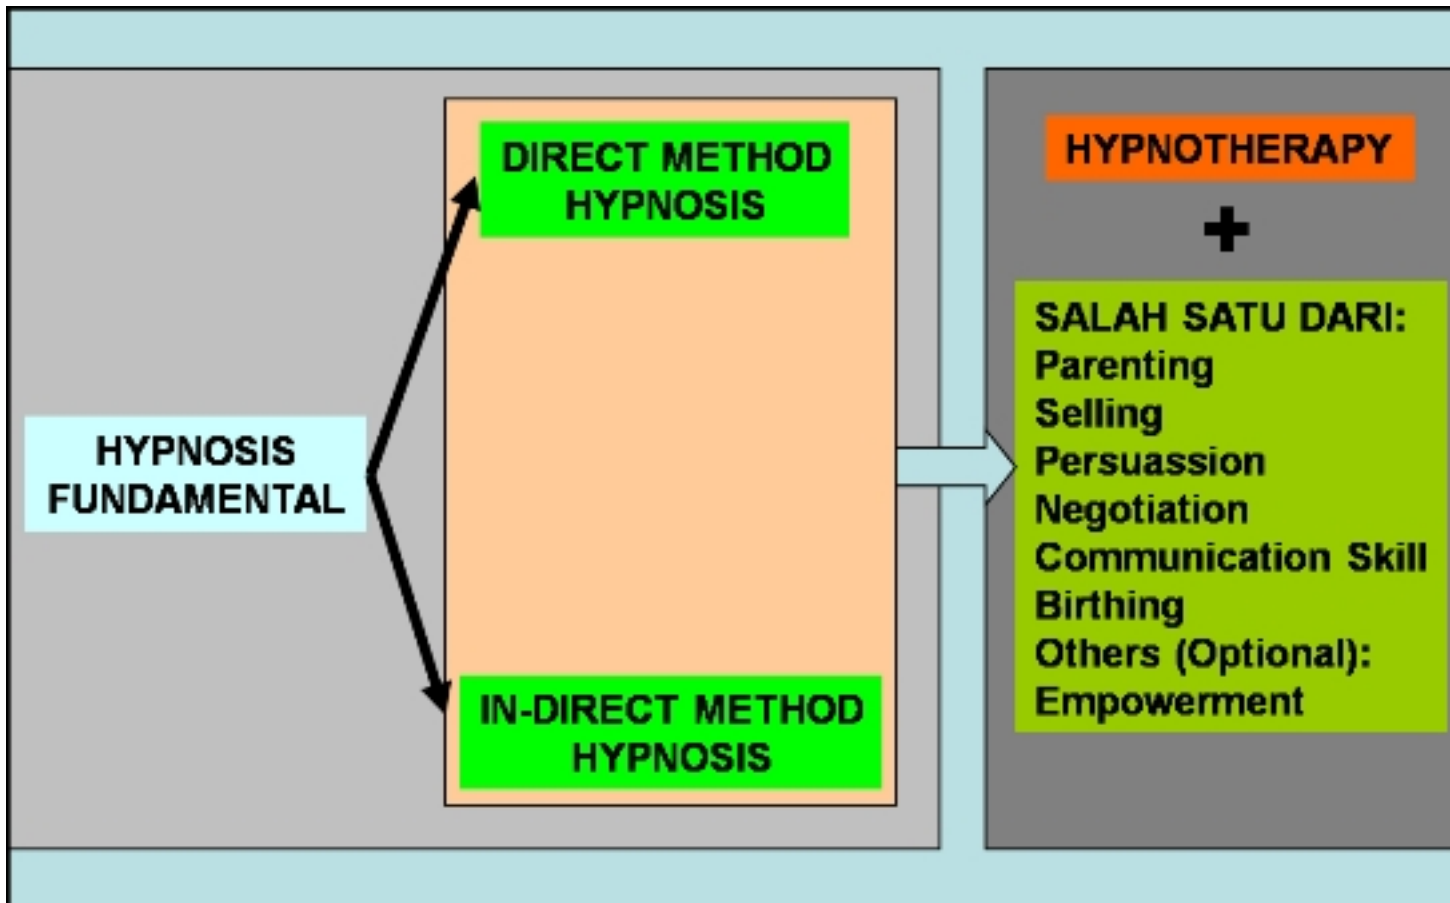 HYPNOSIS
FUNDAMENTAL
DIRECT METHOD
HYPNOSIS
IN-DIRECT METHOD
HYPNOSIS
HYPNOTHERAPY
+
SALAH SATU DARI:
Parenting
Selling
Persuassion
Negotiation
Communication Skill
Birthing
Others (Optional):
Empowerment